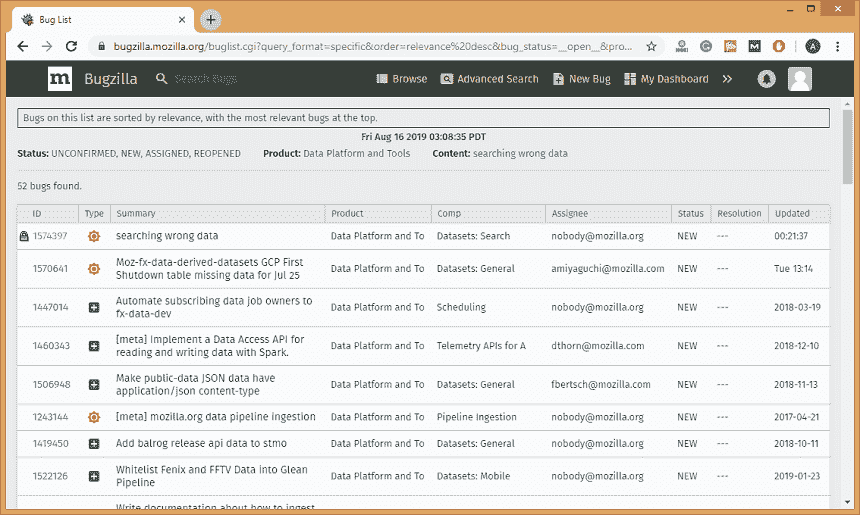 Bug List
bugzilla.mozilla.org/buglist.cgi?query_format=specific&order=relevance%20desc&bug_status=__open__&pro...
m Bugzilla Search Bugs Browse Advanced Search New Bug My Dashboard
Bugs on this list are sorted by relevance, with the most relevant bugs at the top.
Fri Aug 16 2019 03:08:35 PDT
Status: UNCONFIRMED, NEW, ASSIGNED, REOPENED Product: Data Platform and Tools Content: searching wrong data
52 bugs found.
ID Type Summary Product Comp Assignee Status Resolution Updated
1574397 searching wrong data Data Platform and To Datasets: Search nobody@mozilla.org NEW --- 00:21:37
1570641 Moz-fx-data-derived-datasets GCP First Data Platform and To Datasets: General amiyaguchi@mozilla.com NEW --- Tue 13:14
Shutdown table missing data for Jul 25
1447014 Automate subscribing data job owners to Data Platform and To Scheduling nobody@mozilla.org NEW --- 2018-03-19
fx-data-dev
1460343 [meta] Implement a Data Access API for Data Platform and To Telemetry APIs for A dthorn@mozilla.com NEW --- 2018-12-10
reading and writing data with Spark.
1506948 Make public-data JSON data have Data Platform and To Datasets: General fbertsch@mozilla.com NEW --- 2018-11-13
application/json content-type
1243144 [meta] mozilla.org data pipeline ingestion Data Platform and To Pipeline Ingestion nobody@mozilla.org NEW --- 2017-04-21
1419450 Add balrog release api data to stmo Data Platform and To Datasets: General nobody@mozilla.org NEW --- 2018-10-11
1522126 Whitelist Fenix and FFTV Data into Glean Data Platform and To Datasets: Mobile nobody@mozilla.org NEW --- 2019-01-23
Pipeline
Write documentation about how to ingest